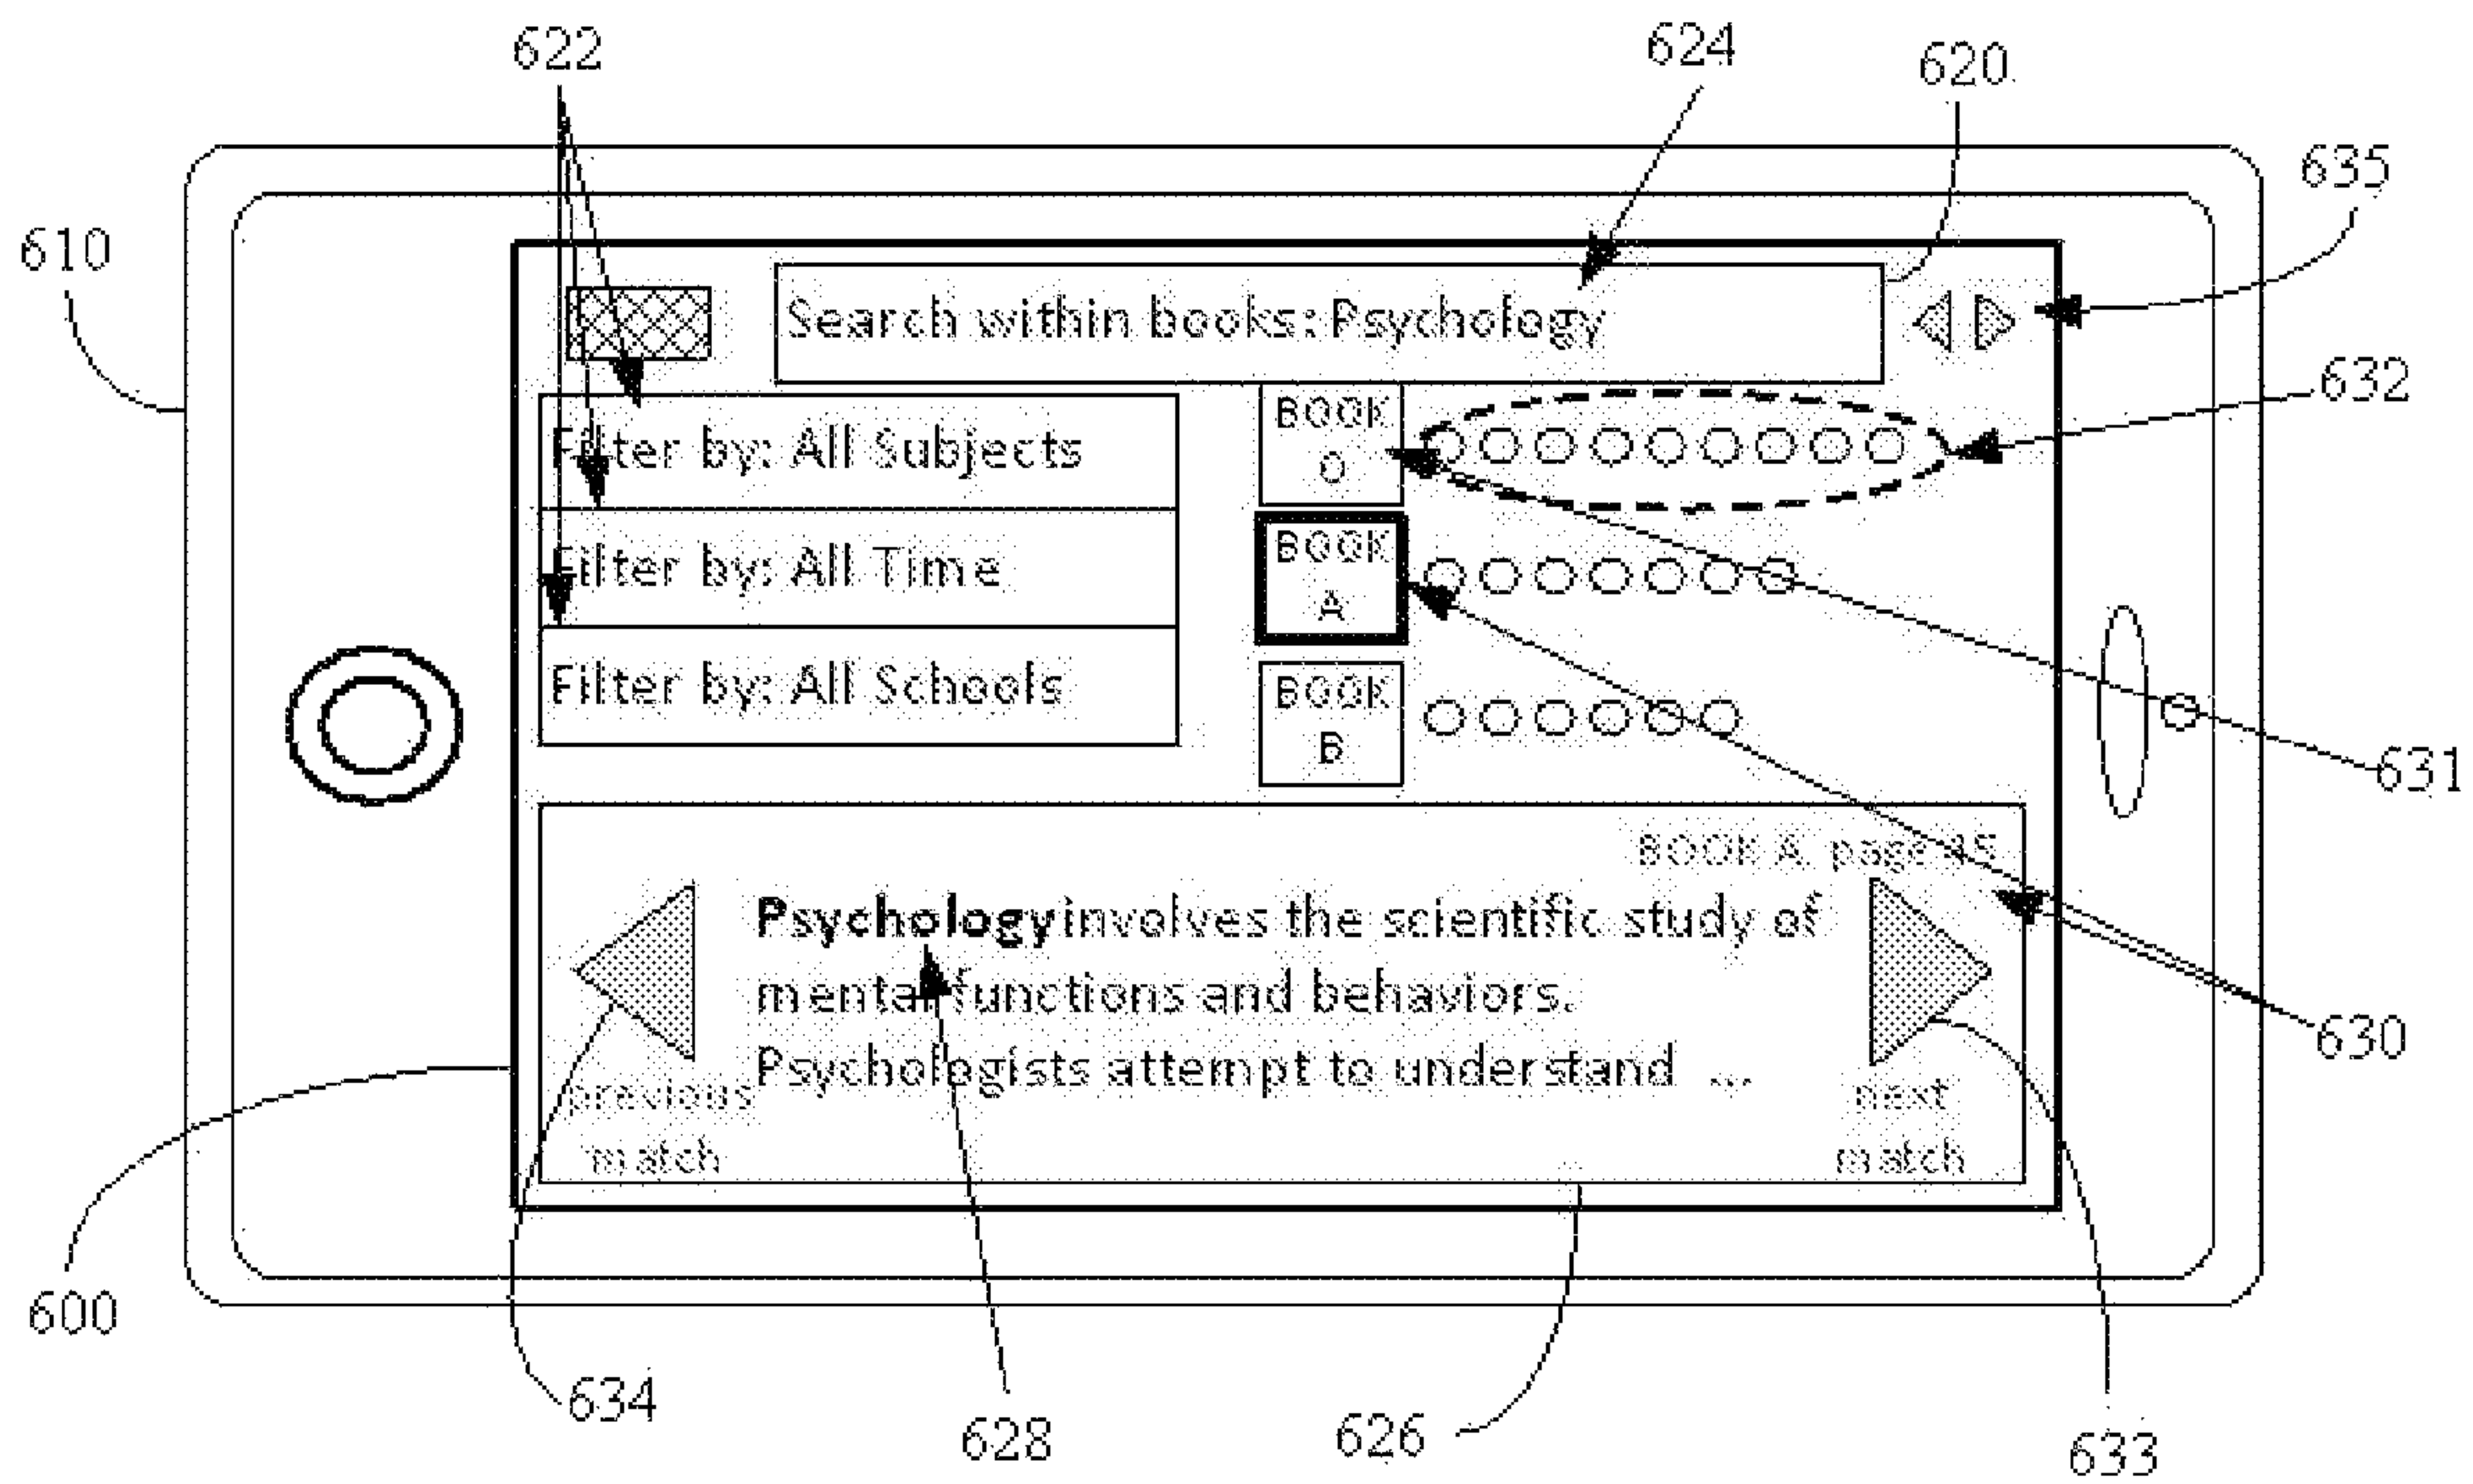 622
624
620
635
610
Search within books: Psychology
632
BOOK
O
Filter by: All Subjects
BOOK
A
Filter by: All Time
BOOK
B
Filter by: All Schools
631
BOOK A, page 45
Psychology involves the scientific study of
mental functions and behaviors.
Psychologists attempt to understand ...
previous
match
next
match
630
600
634
628
626
633